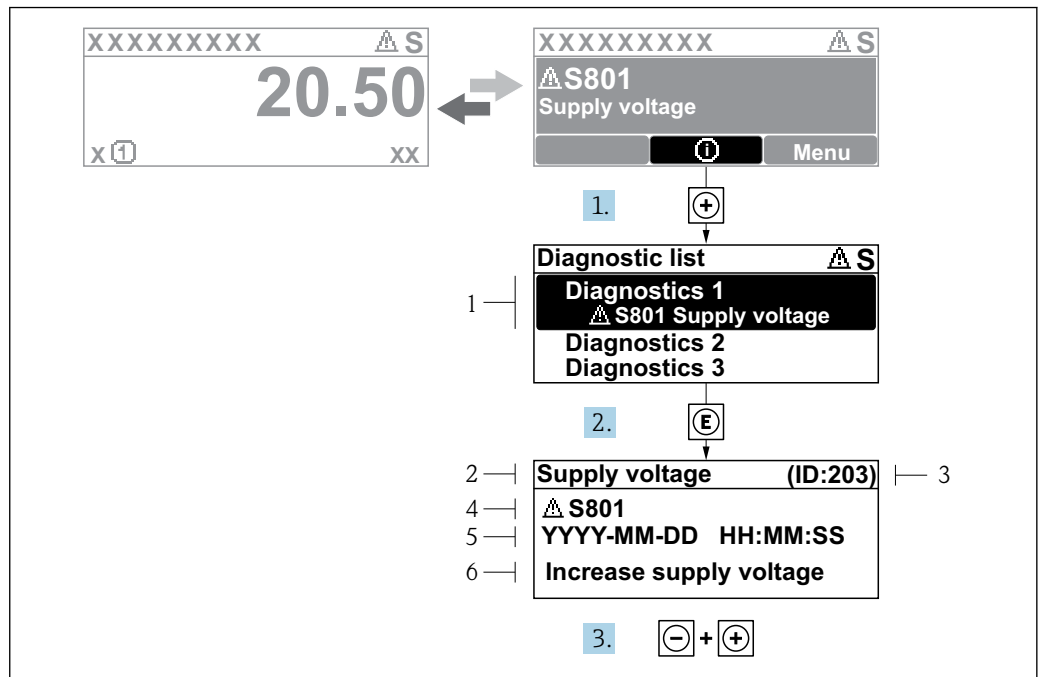 XXXXXXXXX ⚠ S
20.50
X ① XX
XXXXXXXXX ⚠ S
⚠ S801
Supply voltage
ⓘ Menu
1. +
Diagnostic list ⚠ S
1
Diagnostics 1
⚠ S801 Supply voltage
Diagnostics 2
Diagnostics 3
2. E
2 Supply voltage (ID:203) 3
4 ⚠ S801
5 YYYY-MM-DD HH:MM:SS
6 Increase supply voltage
3. - + +